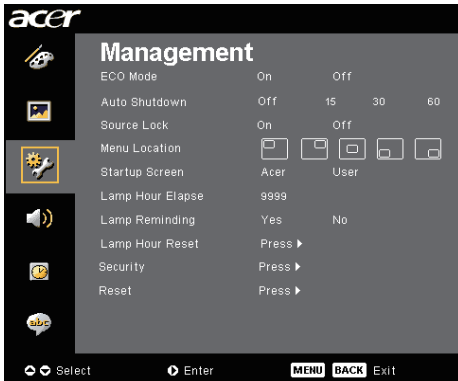 acer
Management
ECO Mode On Off
Auto Shutdown Off 15 30 60
Source Lock On Off
Menu Location
Startup Screen Acer User
Lamp Hour Elapse 9999
Lamp Reminding Yes No
Lamp Hour Reset Press
Security Press
Reset Press
abc
Select Enter MENU BACK Exit